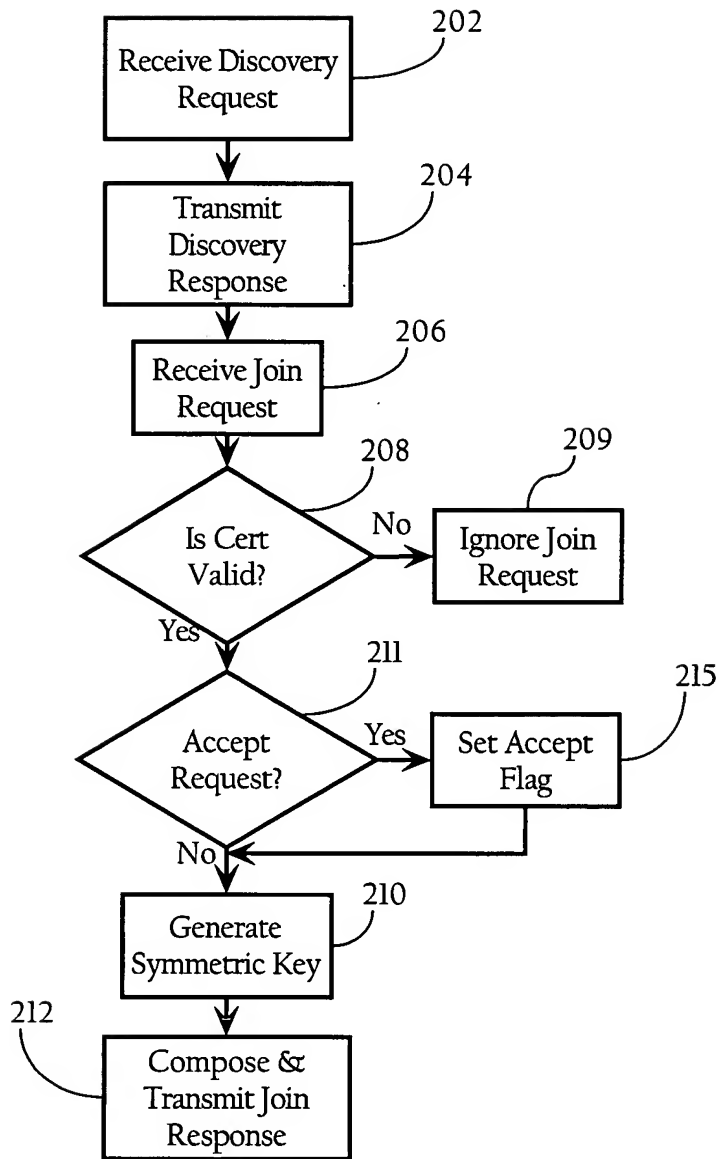 202
Receive Discovery
Request
204
Transmit
Discovery
Response
206
Receive Join
Request
208
Is Cert
Valid?
No
209
Ignore Join
Request
Yes
211
Accept
Request?
Yes
215
Set Accept
Flag
No
210
Generate
Symmetric Key
212
Compose &
Transmit Join
Response